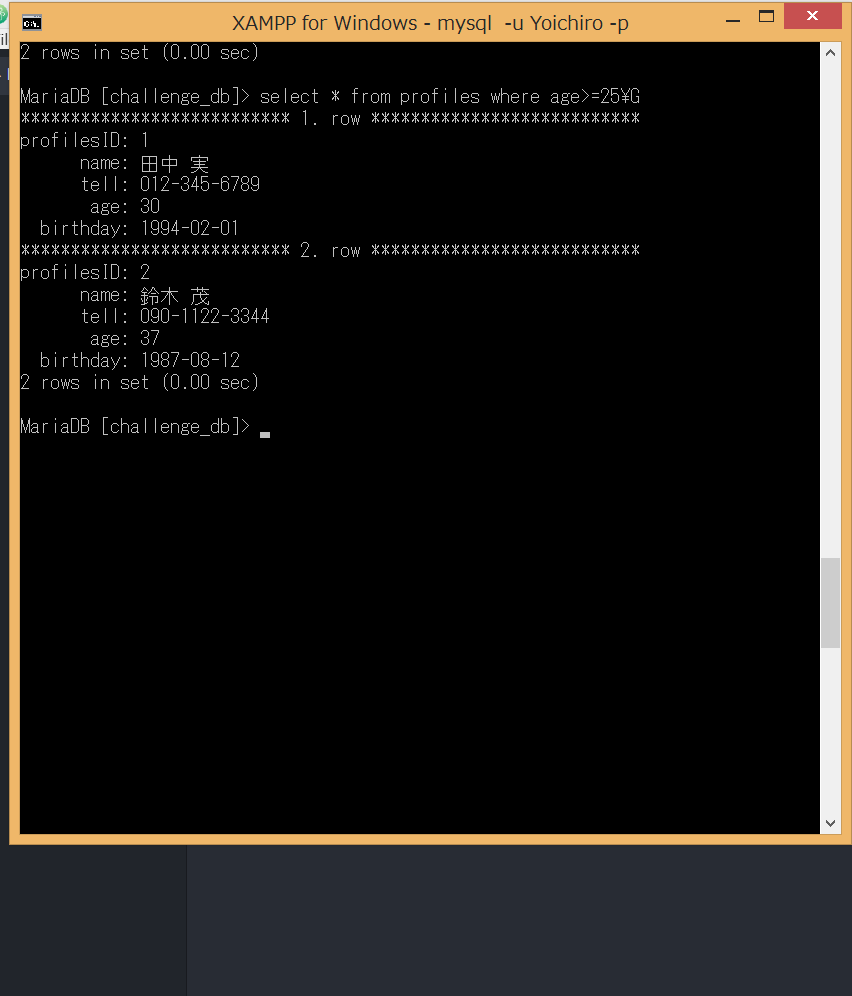 XAMPP for Windows - mysql  -u Yoichiro -p
il
2 rows in set (0.00 sec)
MariaDB [challenge_db]> select * from profiles where age>=25¥G
*************************** 1. row ***************************
profilesID: 1
name: 田中 実
tell: 012-345-6789
age: 30
birthday: 1994-02-01
*************************** 2. row ***************************
profilesID: 2
name: 鈴木 茂
tell: 090-1122-3344
age: 37
birthday: 1987-08-12
2 rows in set (0.00 sec)
MariaDB [challenge_db]>